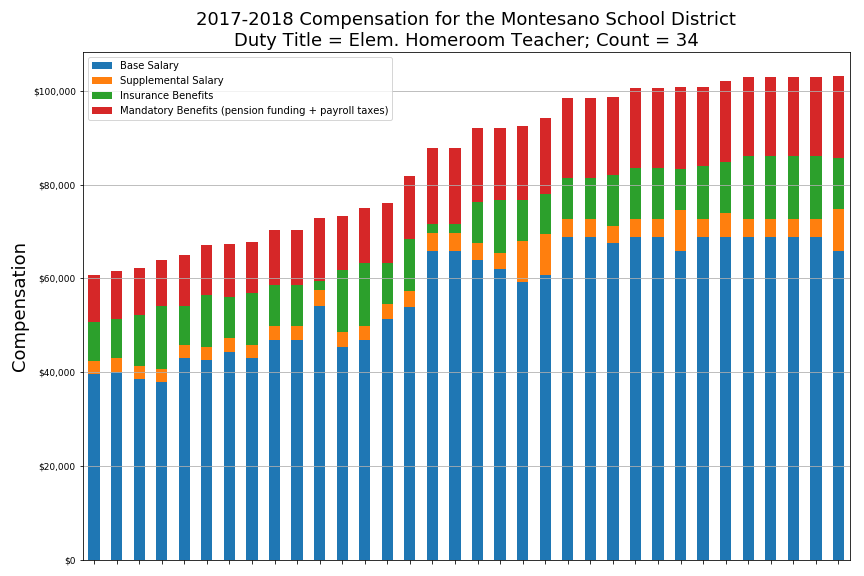 2017-2018 Compensation for the Montesano School District
Duty Title = Elem. Homeroom Teacher; Count = 34
Base Salary
Supplemental Salary
Insurance Benefits
Mandatory Benefits (pension funding + payroll taxes)
$100,000
$80,000
$60,000
$40,000
$20,000
$0
Compensation